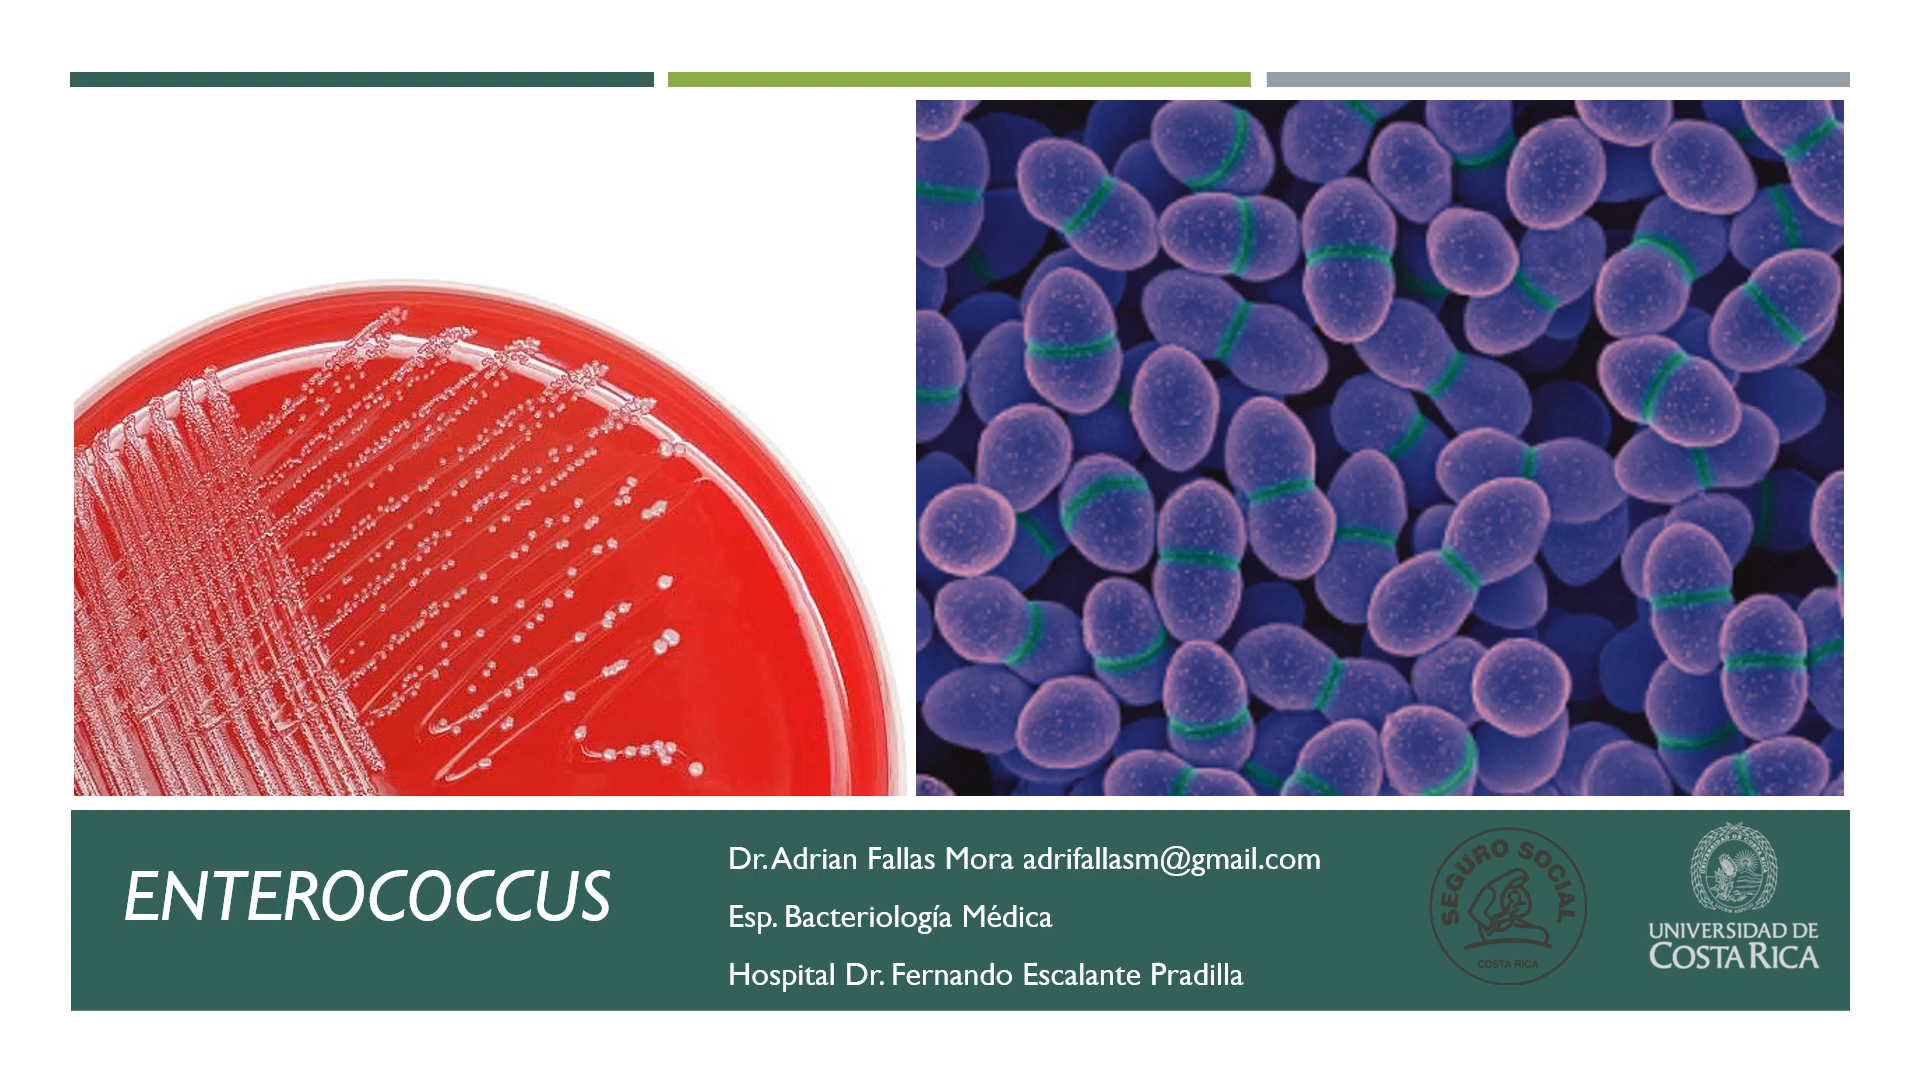 ENTEROCOCCUS
Dr. Adrian Fallas Mora adrifallasm@gmail.com
Esp. Bacteriología Médica
Hospital Dr. Fernando Escalante Pradilla
SEGURO SOCIAL
COSTA RICA
UNIVERSIDAD DE
COSTA RICA